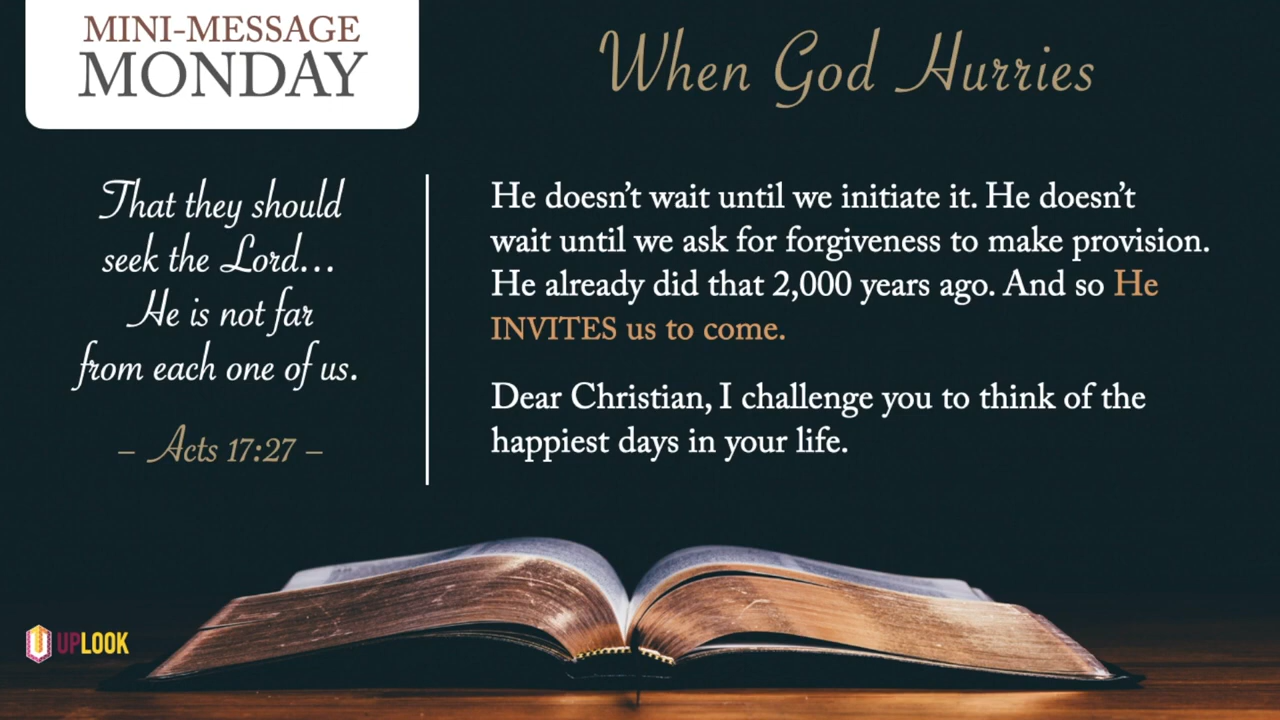 MINI-MESSAGE
MONDAY
When God Hurries
That they should
seek the Lord...
He is not far
from each one of us.
– Acts 17:27 –
He doesn’t wait until we initiate it. He doesn’t
wait until we ask for forgiveness to make provision.
He already did that 2,000 years ago. And so He
INVITES us to come.
Dear Christian, I challenge you to think of the
happiest days in your life.
UPLOOK